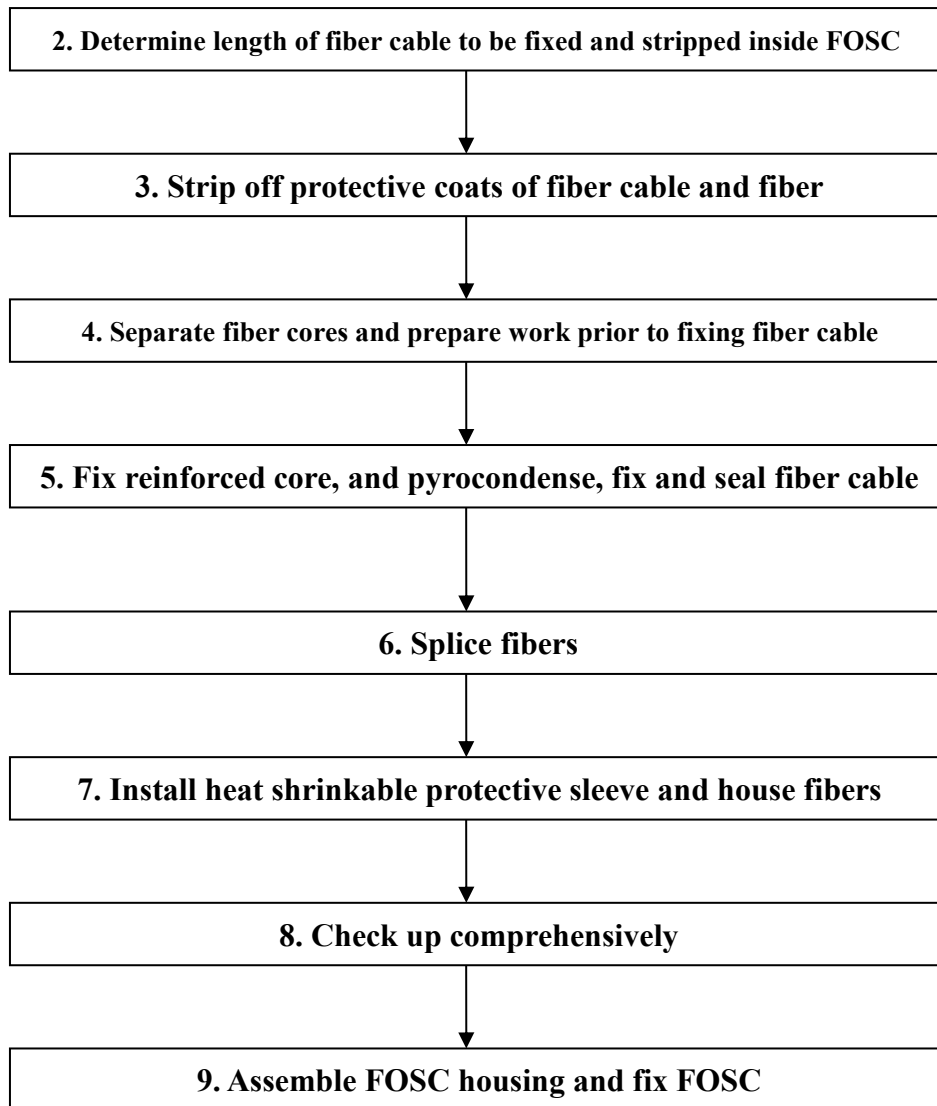 2. Determine length of fiber cable to be fixed and stripped inside FOSC
3. Strip off protective coats of fiber cable and fiber
4. Separate fiber cores and prepare work prior to fixing fiber cable
5. Fix reinforced core, and pyrocondense, fix and seal fiber cable
6. Splice fibers
7. Install heat shrinkable protective sleeve and house fibers
8. Check up comprehensively
9. Assemble FOSC housing and fix FOSC